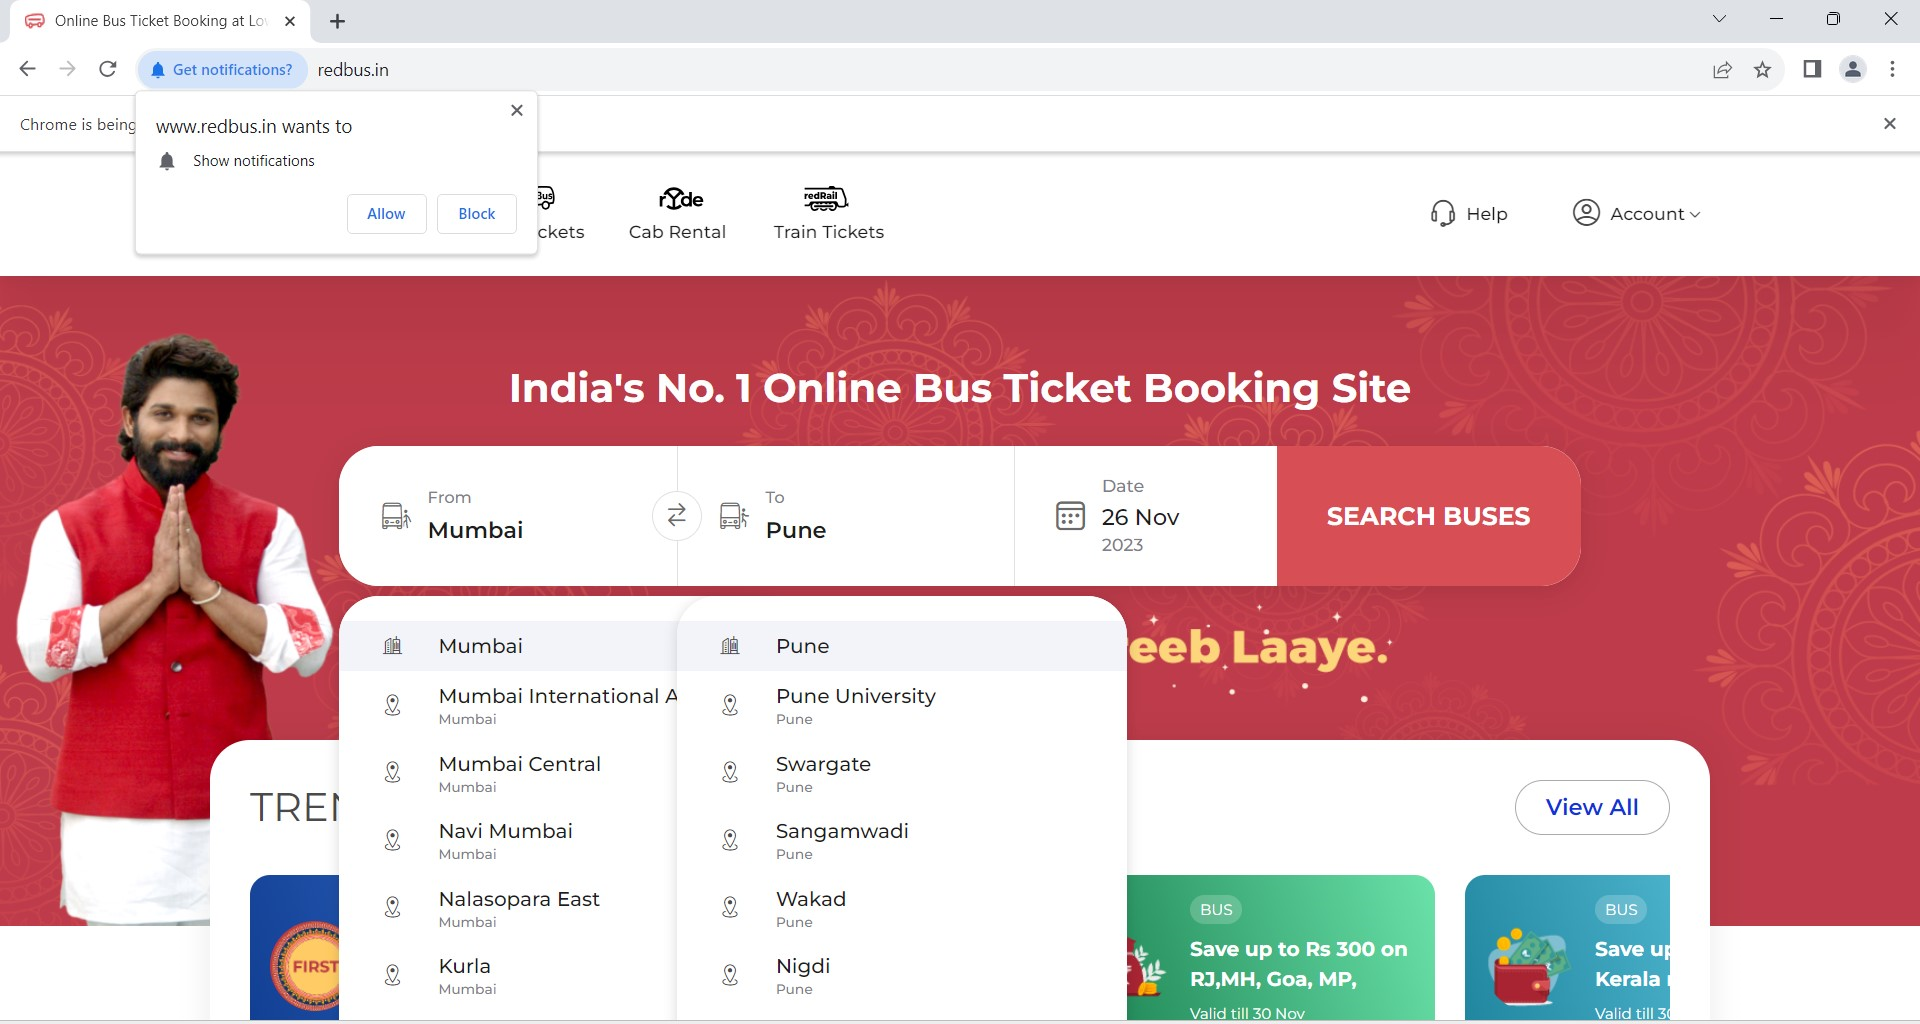 Online Bus Ticket Booking at Lo
Get notifications?
redbus.in
Chrome is being
www.redbus.in wants to
Show notifications
Allow
Block
Bus
ckets
ryde
Cab Rental
redRail
Train Tickets
Help
Account
India's No. 1 Online Bus Ticket Booking Site
From
Mumbai
To
Pune
Date
26 Nov
2023
SEARCH BUSES
eeb Laaye.
Mumbai
Mumbai International A
Mumbai
Mumbai Central
Mumbai
Navi Mumbai
Mumbai
Nalasopara East
Mumbai
Kurla
Mumbai
Pune
Pune University
Pune
Swargate
Pune
Sangamwadi
Pune
Wakad
Pune
Nigdi
Pune
TREN
View All
FIRST
BUS
Save up to Rs 300 on
RJ,MH, Goa, MP,
Valid till 30 Nov
BUS
Save up
Kerala
Valid till 30